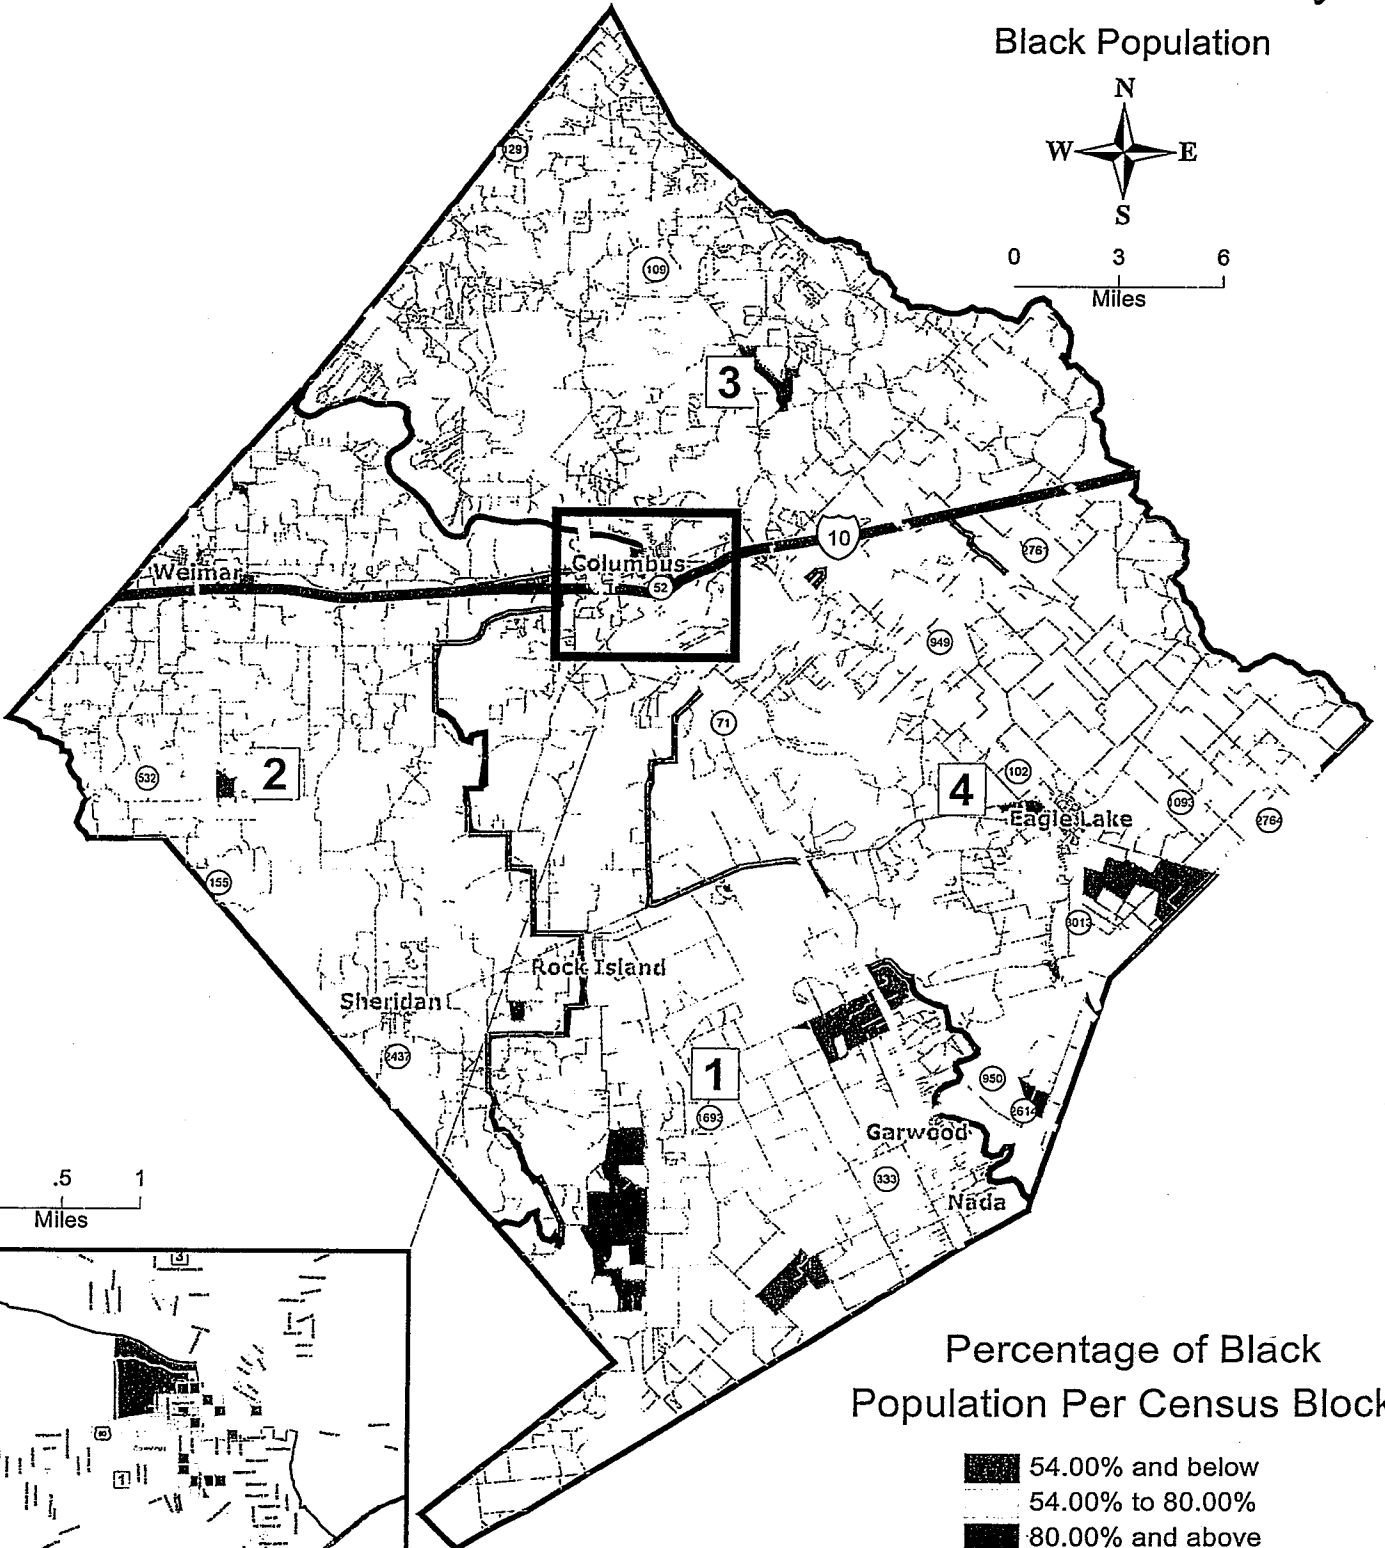 Black Population
N
W E
S
0 3 6
Miles
1291
109
3
10
2761
Columbus
52
Weimar
949
71
532
2
102
4
Eagle Lake
1093
2764
155
3013
Rock Island
Sheridan
2437
1
1693
950
2614
Garwood
333
Nada
.5 1
Miles
3
1
Percentage of Black
Population Per Census Block
54.00% and below
54.00% to 80.00%
80.00% and above